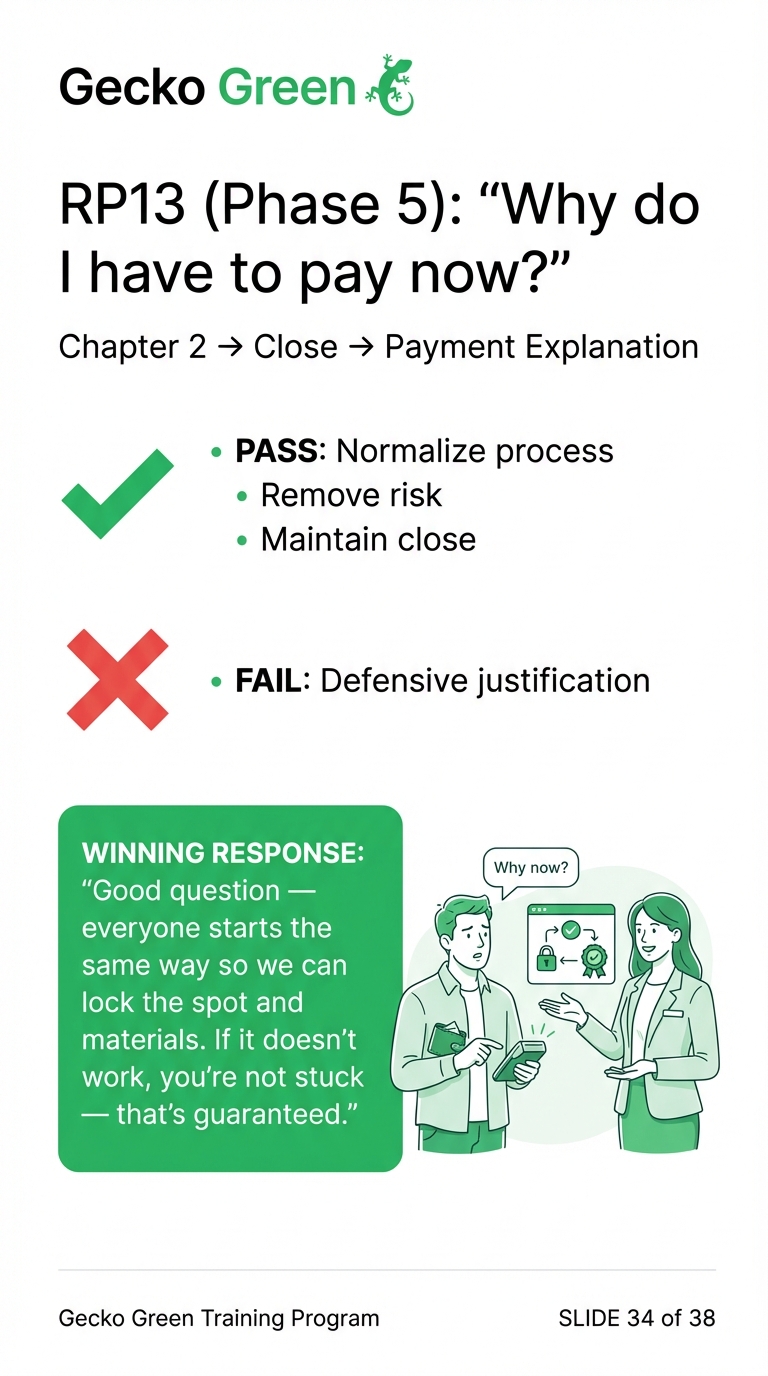 Gecko Green
RP13 (Phase 5): “Why do
I have to pay now?”
Chapter 2 → Close → Payment Explanation
• PASS: Normalize process
• Remove risk
• Maintain close
• FAIL: Defensive justification
WINNING RESPONSE:
“Good question —
everyone starts the
same way so we can
lock the spot and
materials. If it doesn’t
work, you’re not stuck
— that’s guaranteed.”
Why now?
Gecko Green Training Program
SLIDE 34 of 38